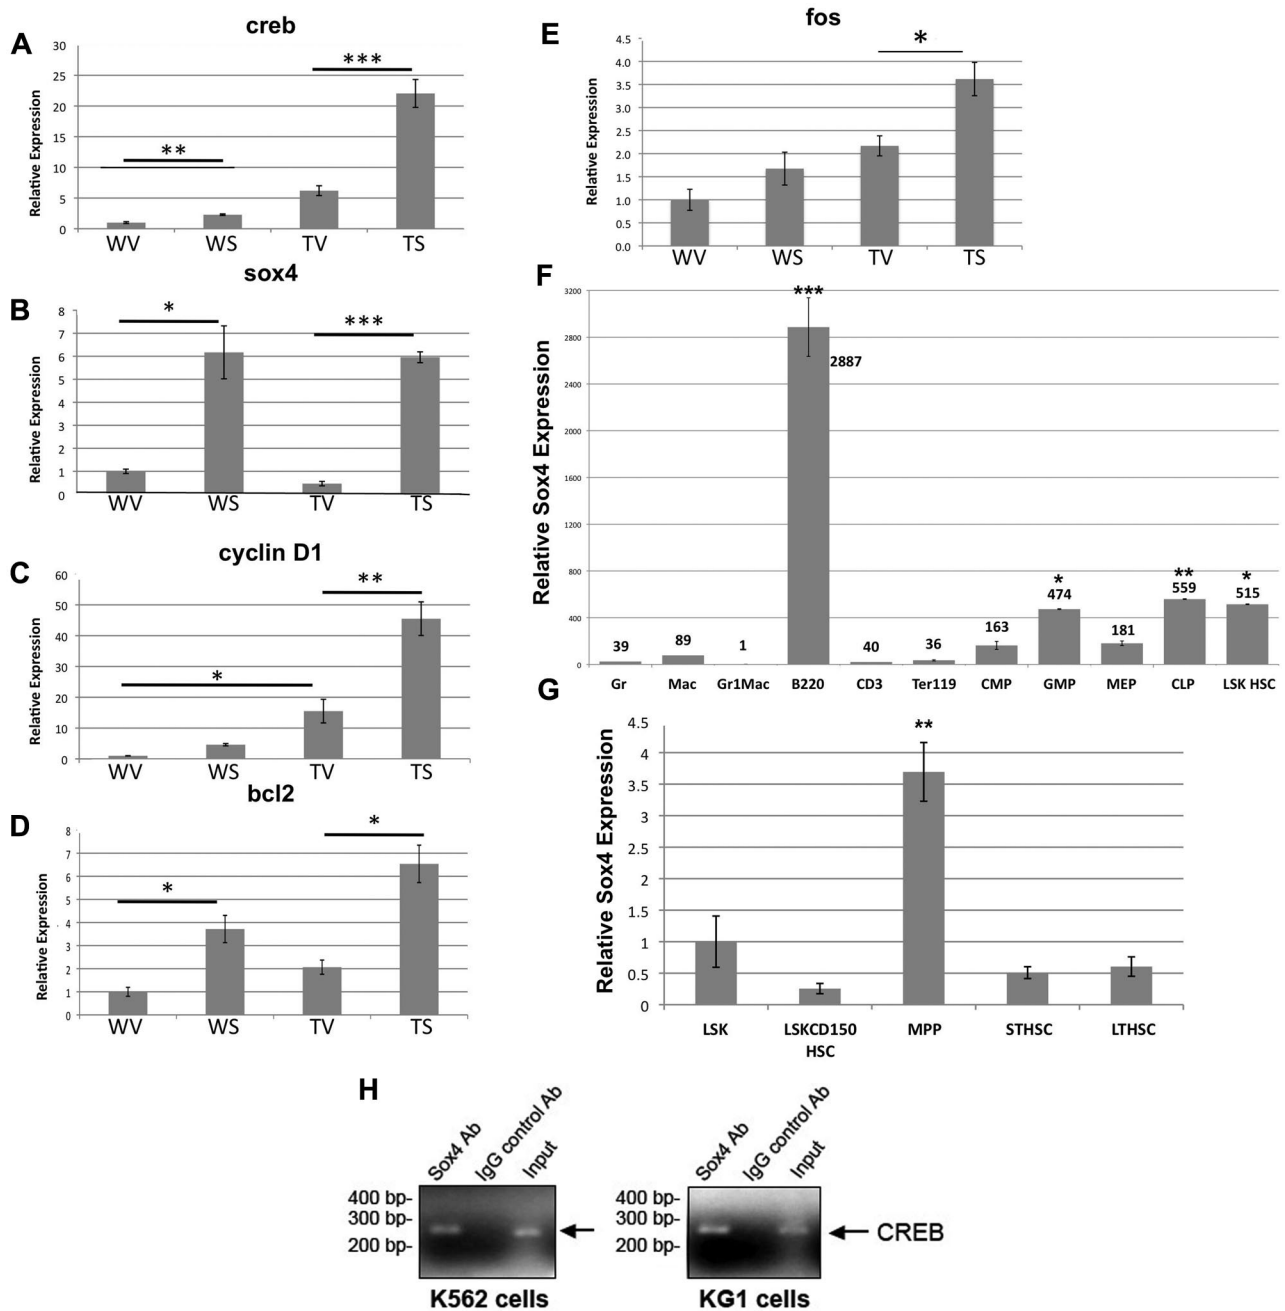 A
creb
Relative Expression
30
25
20
15
10
5
0
**
***
WV WS TV TS
B
sox4
Relative Expression
8
7
6
5
4
3
2
1
0
*
***
WV WS TV TS
C
cyclin D1
Relative Expression
60
50
40
30
20
10
0
*
**
WV WS TV TS
D
bcl2
Relative Expression
8
7
6
5
4
3
2
1
0
*
*
WV WS TV TS
E
fos
Relative Expression
4.5
4.0
3.5
3.0
2.5
2.0
1.5
1.0
0.5
0.0
*
WV WS TV TS
F
Relative Sox4 Expression
3200
2800
2400
2000
1600
1200
800
400
0
*** * ** *
39 89 1 2887 40 36 163 474 181 559 515
Gr Mac Gr1Mac B220 CD3 Ter119 CMP GMP MEP CLP LSK HSC
G
Relative Sox4 Expression
4.5
4
3.5
3
2.5
2
1.5
1
0.5
0
**
LSK LSKCD150 MPP STHSC LTHSC
HSC
H
Sox4 Ab IgG control Ab Input
400 bp-
300 bp-
200 bp-
K562 cells
Sox4 Ab IgG control Ab Input
400 bp-
300 bp-
200 bp-
CREB
KG1 cells